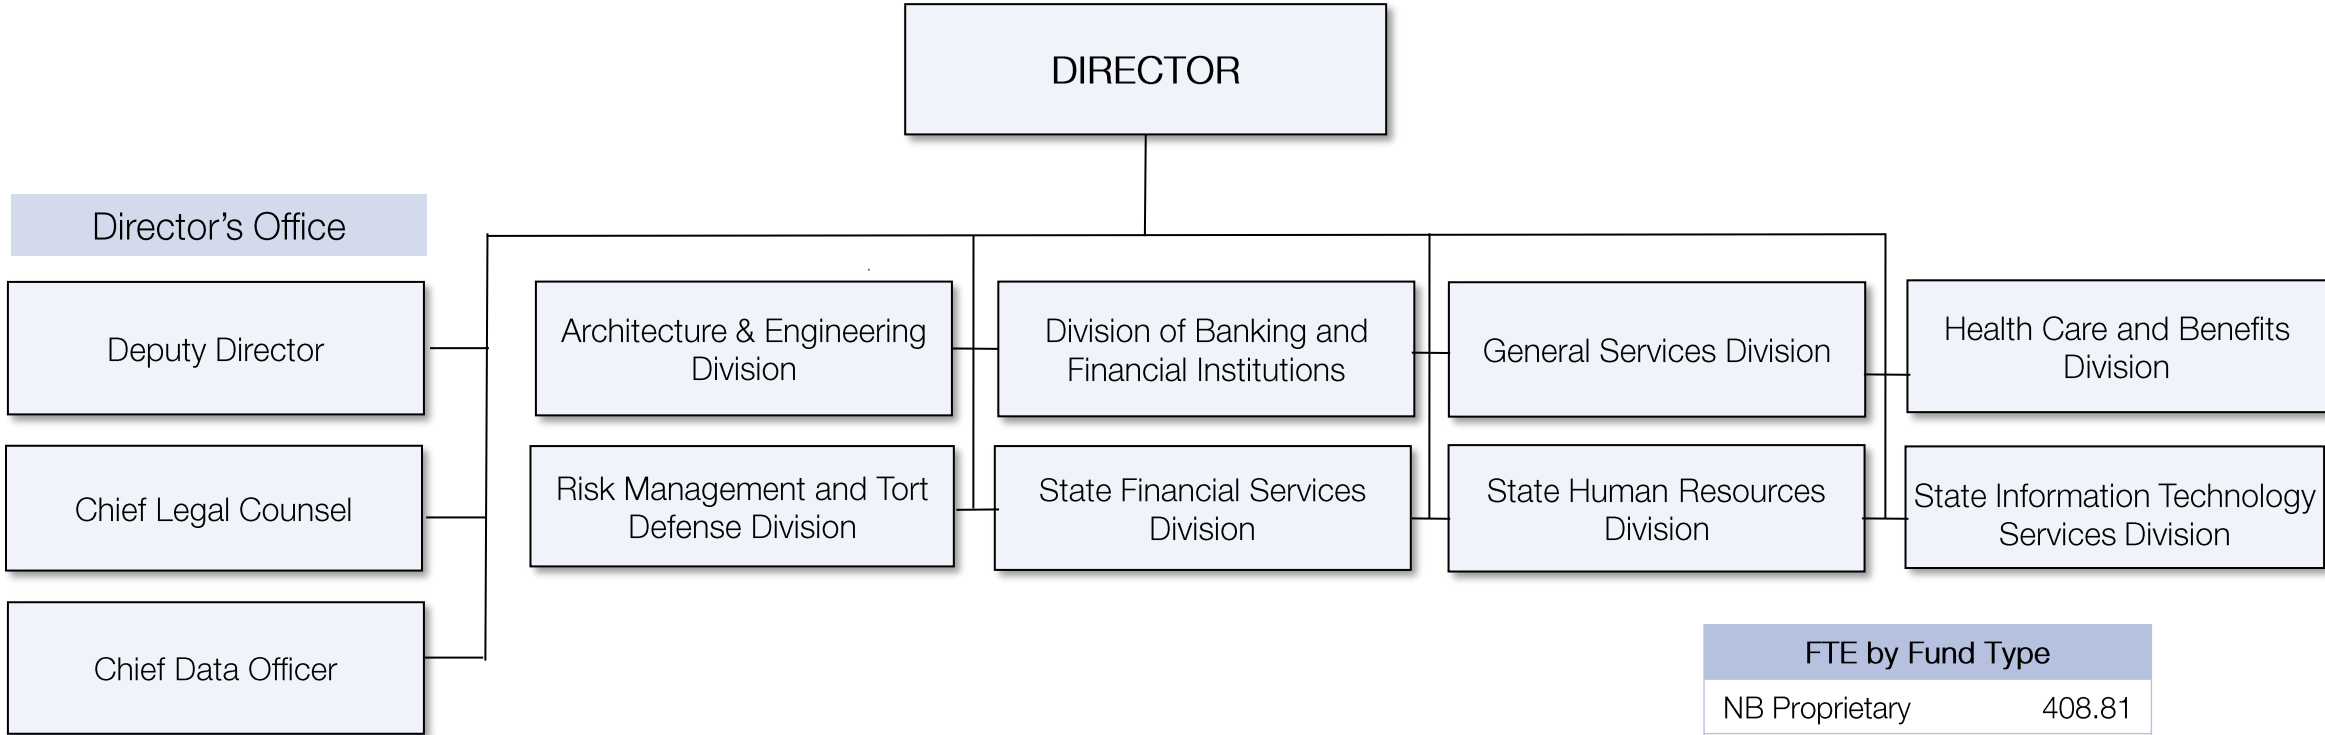 DIRECTOR
Director’s Office
Deputy Director
Chief Legal Counsel
Chief Data Officer
Architecture & Engineering
Division
Division of Banking and
Financial Institutions
General Services Division
Health Care and Benefits
Division
Risk Management and Tort
Defense Division
State Financial Services
Division
State Human Resources
Division
State Information Technology
Services Division
FTE by Fund Type
NB Proprietary 408.81